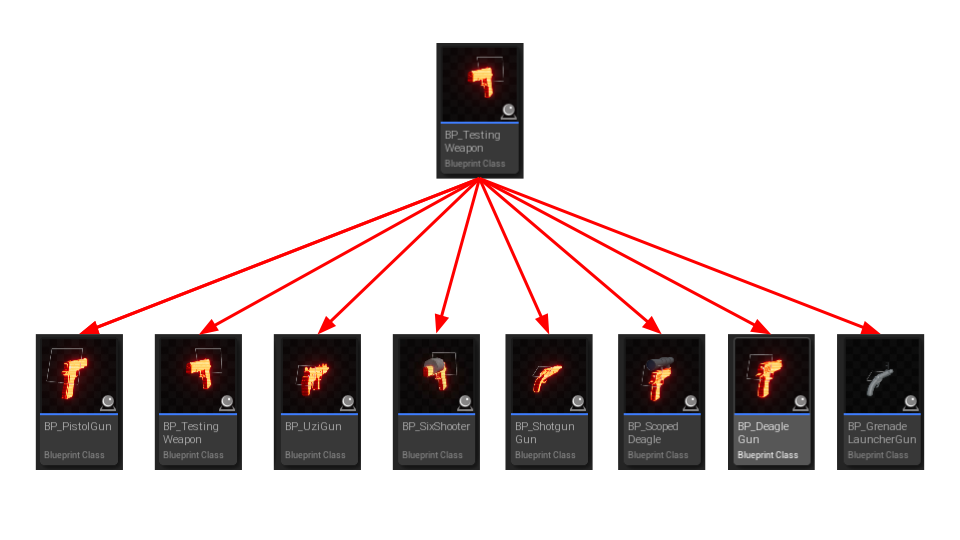 BP_Testing
Weapon
Blueprint Class
BP_PistolGun
Blueprint Class
BP_Testing
Weapon
Blueprint Class
BP_UziGun
Blueprint Class
BP_SixShooter
Blueprint Class
BP_Shotgun
Gun
Blueprint Class
BP_Scoped
Deagle
Blueprint Class
BP_Deagle
Gun
Blueprint Class
BP_Grenade
LauncherGun
Blueprint Class